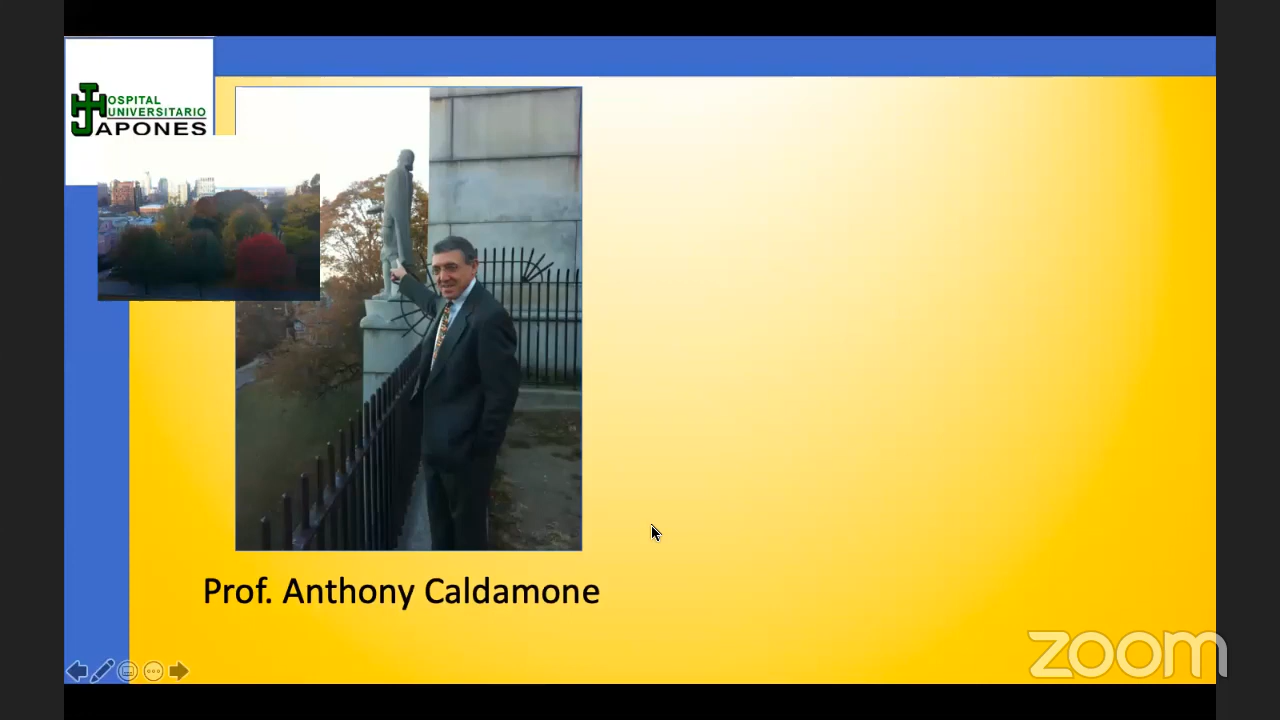 HOSPITAL
UNIVERSITARIO
JAPONES
Prof. Anthony Caldamone
zoom